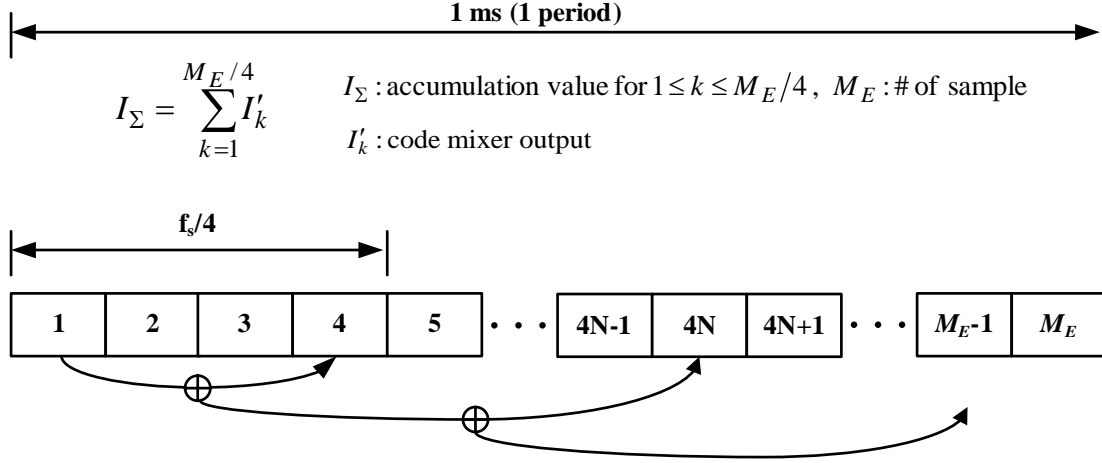 1 ms (1 period)
I_Σ = ∑_{k=1}^{M_E/4} I′_k
I_Σ : accumulation value for 1 ≤ k ≤ M_E/4 , M_E : # of sample
I′_k : code mixer output
f_s/4
1 2 3 4 5 · · · 4N-1 4N 4N+1 · · · M_E-1 M_E